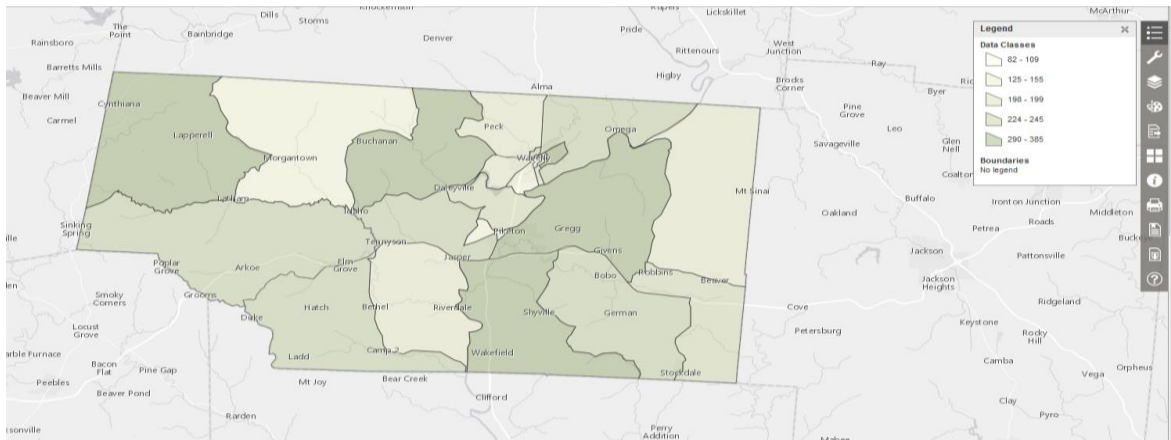 McArthur
Dills
Storms
The
Point
Lickskillet
Bainbridge
Rainsboro
Denver
Pride
West
Junction
Rittenours
Ray
Barretts Mills
Higby
Brocks
Corner
Byer
Beaver Mill
Alma
Cynthiana
Carmel
Pine
Grove
Peck
Omega
Leo
Lapperell
Buchanan
Savageville
Glen
Nell
Morgantown
Coalton
Daleyville
Mt Sinai
Latham
Idaho
Buffalo
Ironton Junction
Oakland
Middleton
Roads
Sinking
Spring
Piketon
Gregg
Petrea
Tennyson
Givens
Jackson
Pattonsville
Jasper
Poplar
Grove
Arkoe
Elm
Grove
Bobo
Robbins
Beaver
Jackson
Heights
Smoky
Corners
Grooms
Hatch
Bethel
Riverdale
Shyville
German
Cove
Ridgeland
Duke
Locust
Grove
Keystone
Petersburg
Rocky
Hill
Marble Furnace
Ladd
Camp 2
Wakefield
Camba
Bacon
Flat
Pine Gap
Stockdale
Vega
Orpheus
Peebles
Mt Joy
Bear Creek
Beaver Pond
Clifford
Clay
Rarden
Pyro
Perry
Addition
Legend
Data Classes
82 - 109
125 - 155
198 - 199
224 - 245
290 - 385
Boundaries
No legend